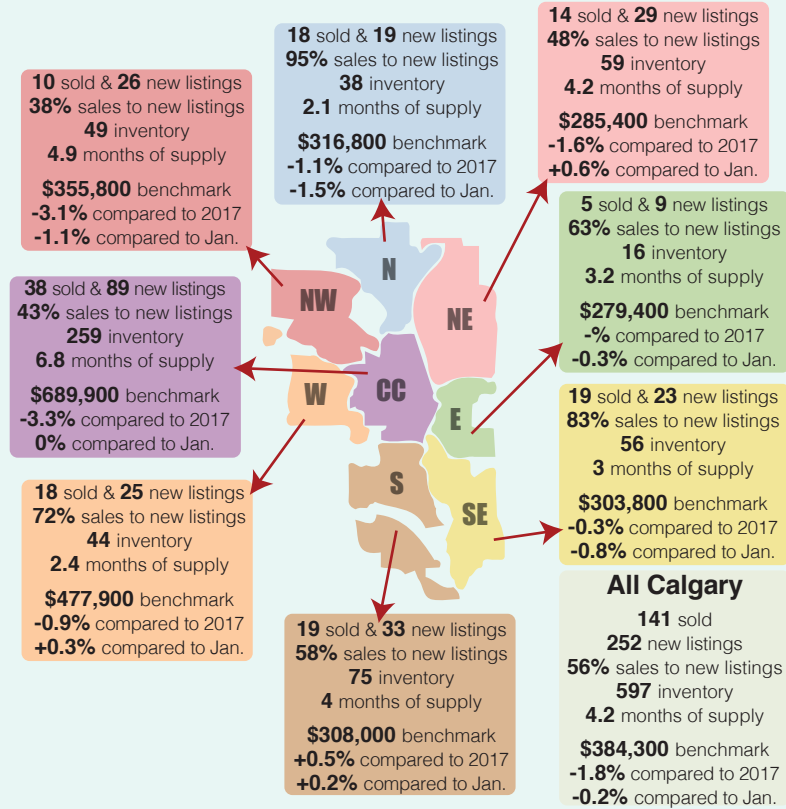 10 sold & 26 new listings
38% sales to new listings
49 inventory
4.9 months of supply
$355,800 benchmark
-3.1% compared to 2017
-1.1% compared to Jan.
18 sold & 19 new listings
95% sales to new listings
38 inventory
2.1 months of supply
$316,800 benchmark
-1.1% compared to 2017
-1.5% compared to Jan.
14 sold & 29 new listings
48% sales to new listings
59 inventory
4.2 months of supply
$285,400 benchmark
-1.6% compared to 2017
+0.6% compared to Jan.
5 sold & 9 new listings
63% sales to new listings
16 inventory
3.2 months of supply
$279,400 benchmark
-% compared to 2017
-0.3% compared to Jan.
38 sold & 89 new listings
43% sales to new listings
259 inventory
6.8 months of supply
$689,900 benchmark
-3.3% compared to 2017
0% compared to Jan.
N
NW
NE
W
CC
E
S
SE
19 sold & 23 new listings
83% sales to new listings
56 inventory
3 months of supply
$303,800 benchmark
-0.3% compared to 2017
-0.8% compared to Jan.
18 sold & 25 new listings
72% sales to new listings
44 inventory
2.4 months of supply
$477,900 benchmark
-0.9% compared to 2017
+0.3% compared to Jan.
19 sold & 33 new listings
58% sales to new listings
75 inventory
4 months of supply
$308,000 benchmark
+0.5% compared to 2017
+0.2% compared to Jan.
All Calgary
141 sold
252 new listings
56% sales to new listings
597 inventory
4.2 months of supply
$384,300 benchmark
-1.8% compared to 2017
-0.2% compared to Jan.